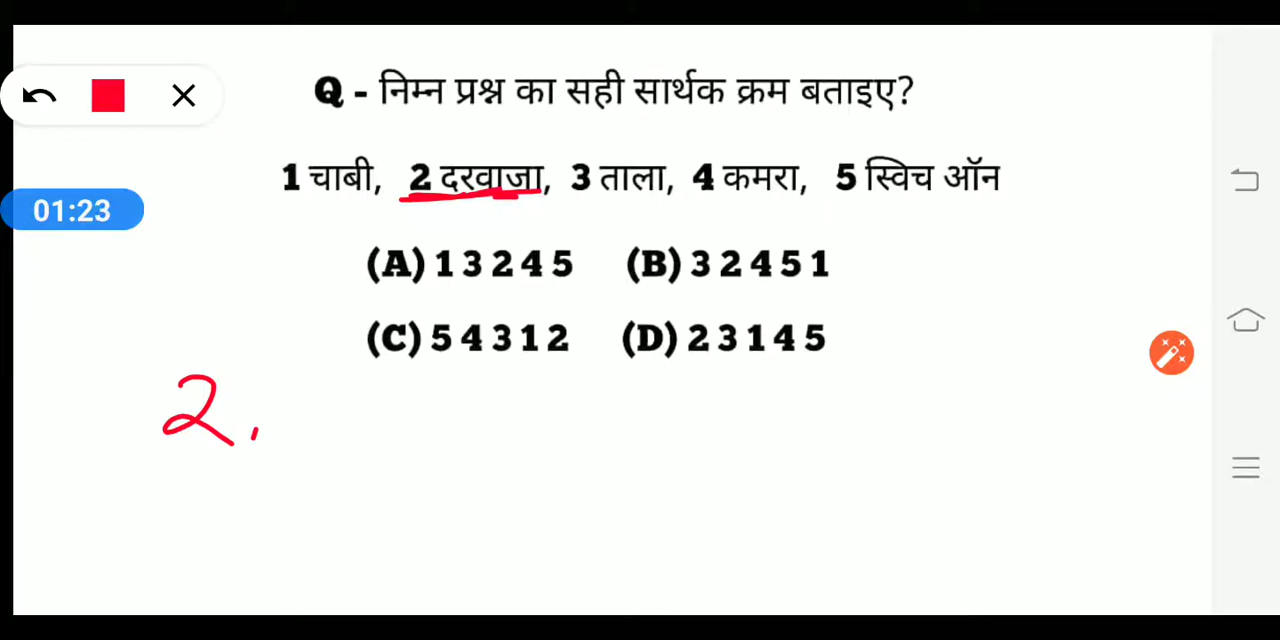 Q - निम्न प्रश्न का सही सार्थक क्रम बताइए?
1 चाबी, 2 दरवाजा, 3 ताला, 4 कमरा, 5 स्विच ऑन
01:23
(A) 1 3 2 4 5 (B) 3 2 4 5 1
(C) 5 4 3 1 2 (D) 2 3 1 4 5
2.